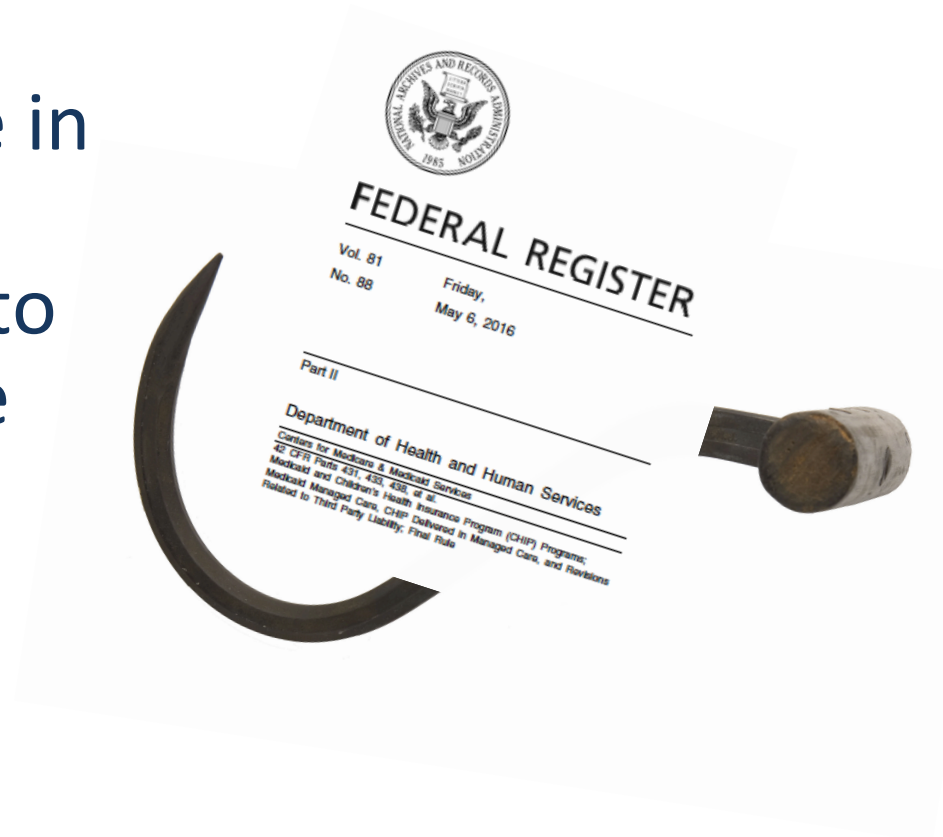 e in
to
e
NATIONAL ARCHIVES AND RECORDS ADMINISTRATION
1985
FEDERAL REGISTER
Vol. 81
No. 88
Friday,
May 6, 2016
Part II
Department of Health and Human Services
Centers for Medicare & Medicaid Services
42 CFR Parts 431, 433, 438, et al.
Medicaid and Children's Health Insurance Program (CHIP) Programs;
Medicaid Managed Care, CHIP Delivered in Managed Care, and Revisions
Related to Third Party Liability; Final Rule